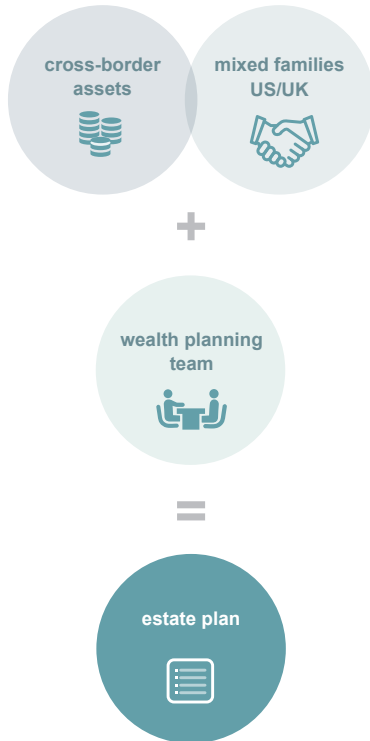 cross-border
assets
mixed families
US/UK
+
wealth planning
team
=
estate plan